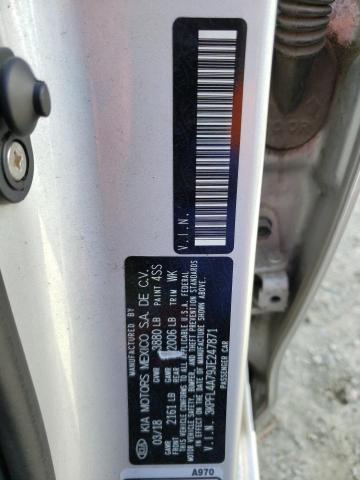 V.I.N.
MANUFACTURED BY
KIA KIA MOTORS MEXICO S.A. DE C.V.
03/18 GVWR 3880 LB PAINT 4SS
GAWR FRONT 2161 LB GAWR REAR 2006 LB TRIM WK
THIS VEHICLE CONFORMS TO ALL APPLICABLE U.S.A. FEDERAL
MOTOR VEHICLE SAFETY, BUMPER, AND THEFT PREVENTION STANDARDS
IN EFFECT ON THE DATE OF MANUFACTURE SHOWN ABOVE.
V.I.N. 3KPFL4A79JE247871
PASSENGER CAR
A970